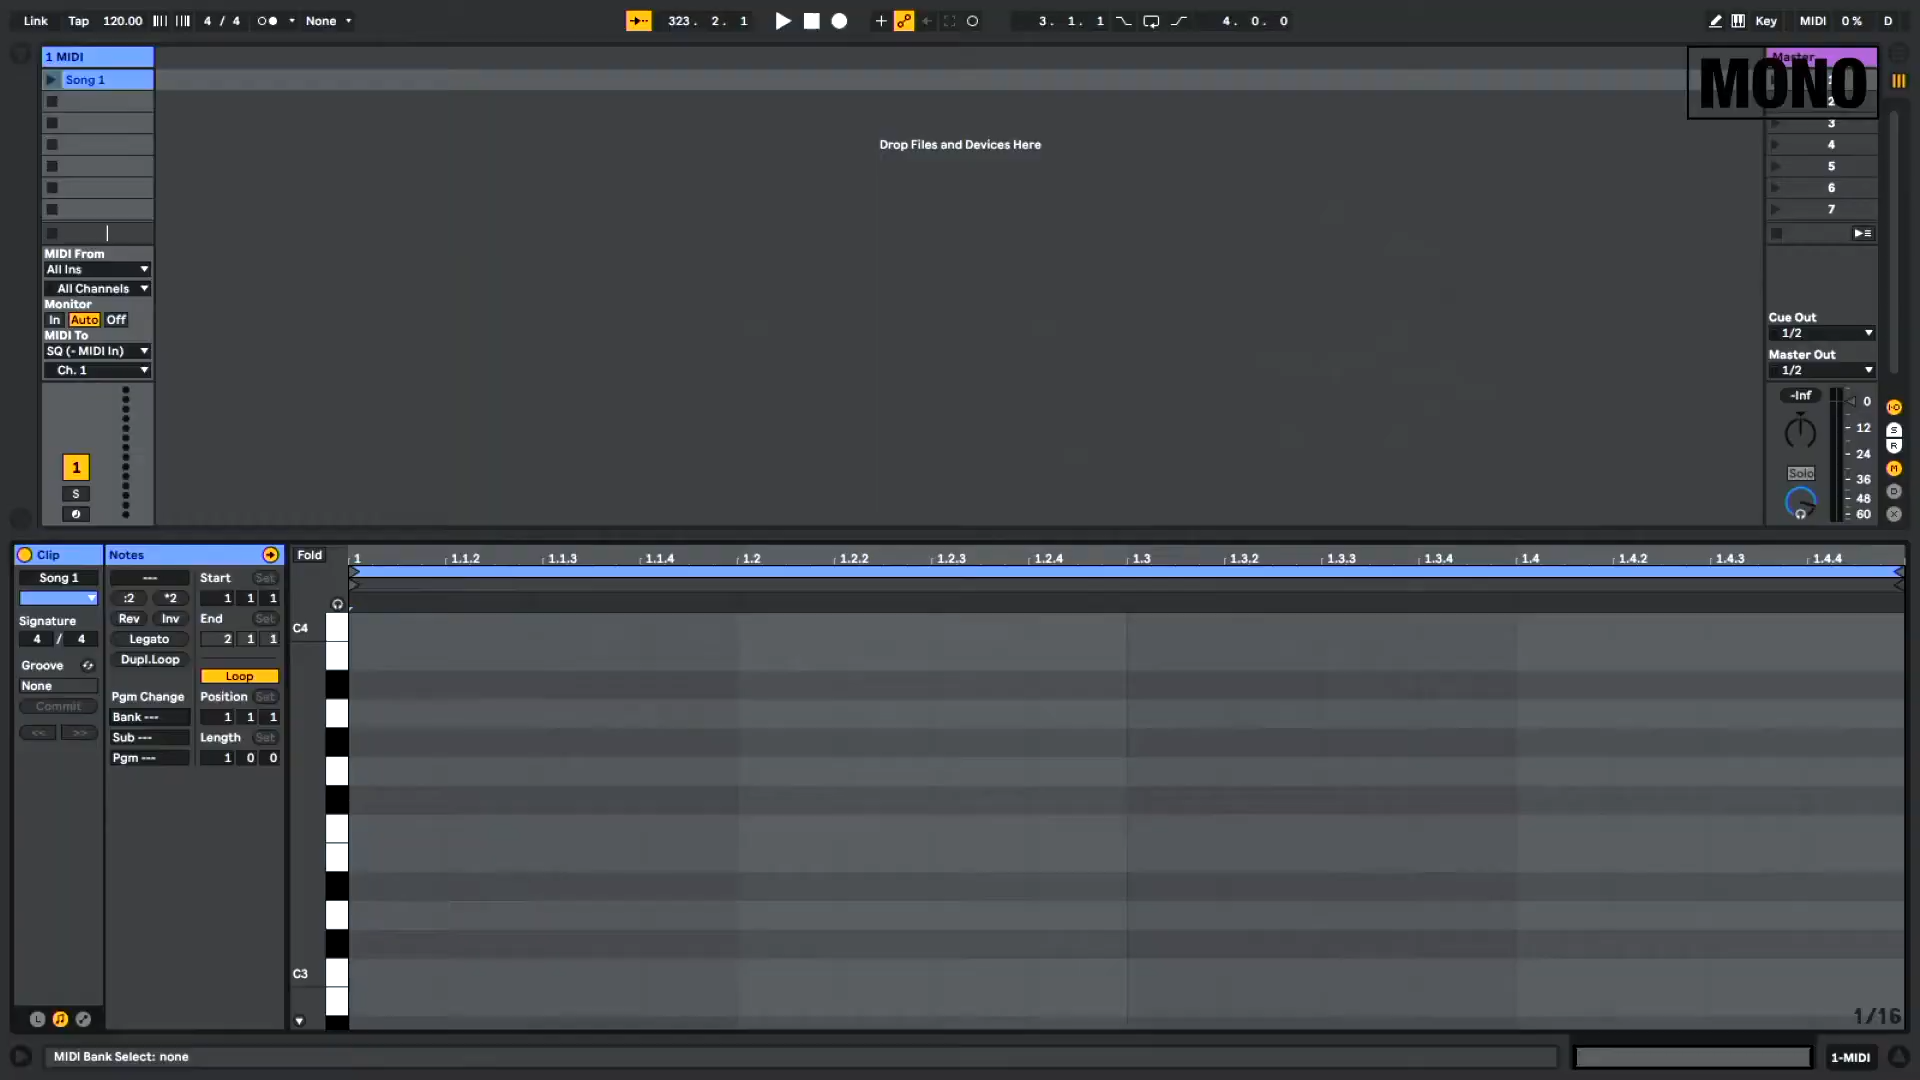 Link Tap 120.00 4 / 4 None 323. 2. 1 3. 1. 1 4. 0. 0 Key MIDI 0 % D
1 MIDI
Master
MONO
Song 1
1
2
3
Drop Files and Devices Here
4
5
6
7
MIDI From
All Ins
All Channels
Monitor
In Auto Off
MIDI To
SQ (- MIDI In)
Ch. 1
Cue Out
1/2
Master Out
1/2
-Inf
0
12
24
36
48
60
Solo
1
S
S
R
M
D
X
Clip Notes Fold 1 1.1.2 1.1.3 1.1.4 1.2 1.2.2 1.2.3 1.2.4 1.3 1.3.2 1.3.3 1.3.4 1.4 1.4.2 1.4.3 1.4.4
Song 1 --- Start Set
:2 *2 1 1 1
Signature Rev Inv End Set
4 / 4 Legato 2 1 1
Groove Dupl.Loop
None Loop
Commit Pgm Change Position Set
Bank --- 1 1 1
<< >> Sub --- Length Set
Pgm --- 1 0 0
C4
C3
L
1/16
MIDI Bank Select: none
1-MIDI